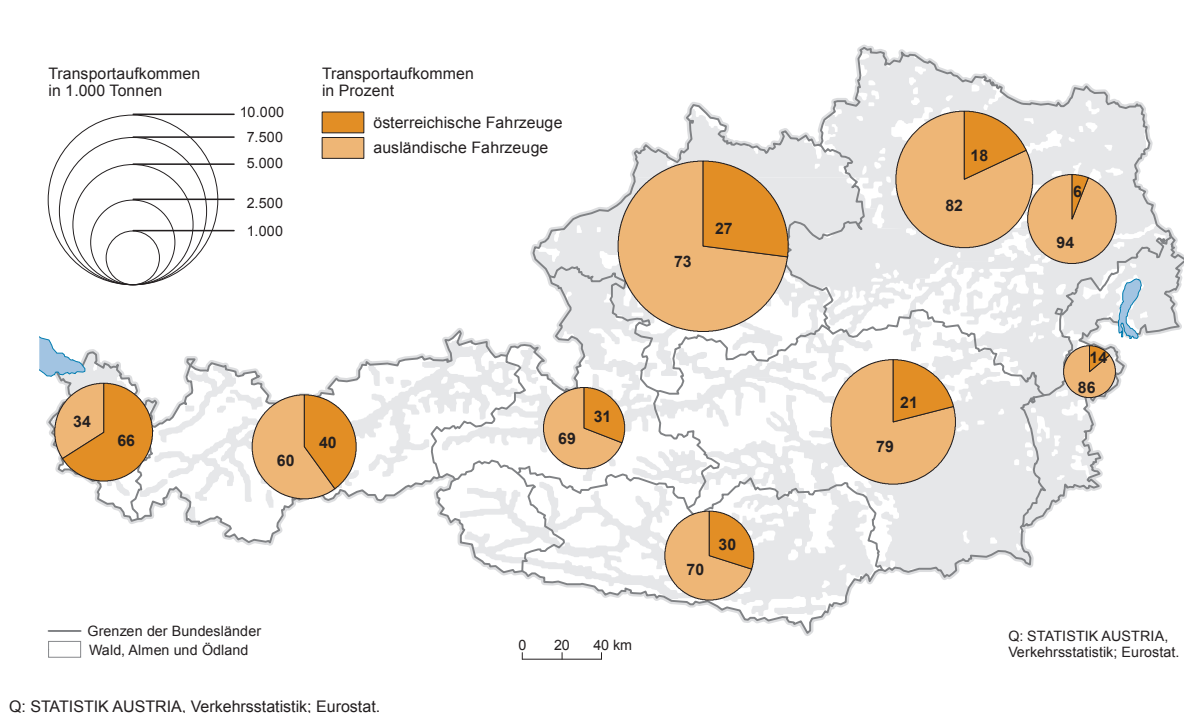 Transportaufkommen
in 1.000 Tonnen
10.000
7.500
5.000
2.500
1.000
Transportaufkommen
in Prozent
österreichische Fahrzeuge
ausländische Fahrzeuge
18
82
6
94
27
73
14
86
34
66
40
60
31
69
21
79
30
70
Grenzen der Bundesländer
Wald, Almen und Ödland
0 20 40 km
Q: STATISTIK AUSTRIA,
Verkehrsstatistik; Eurostat.
Q: STATISTIK AUSTRIA, Verkehrsstatistik; Eurostat.